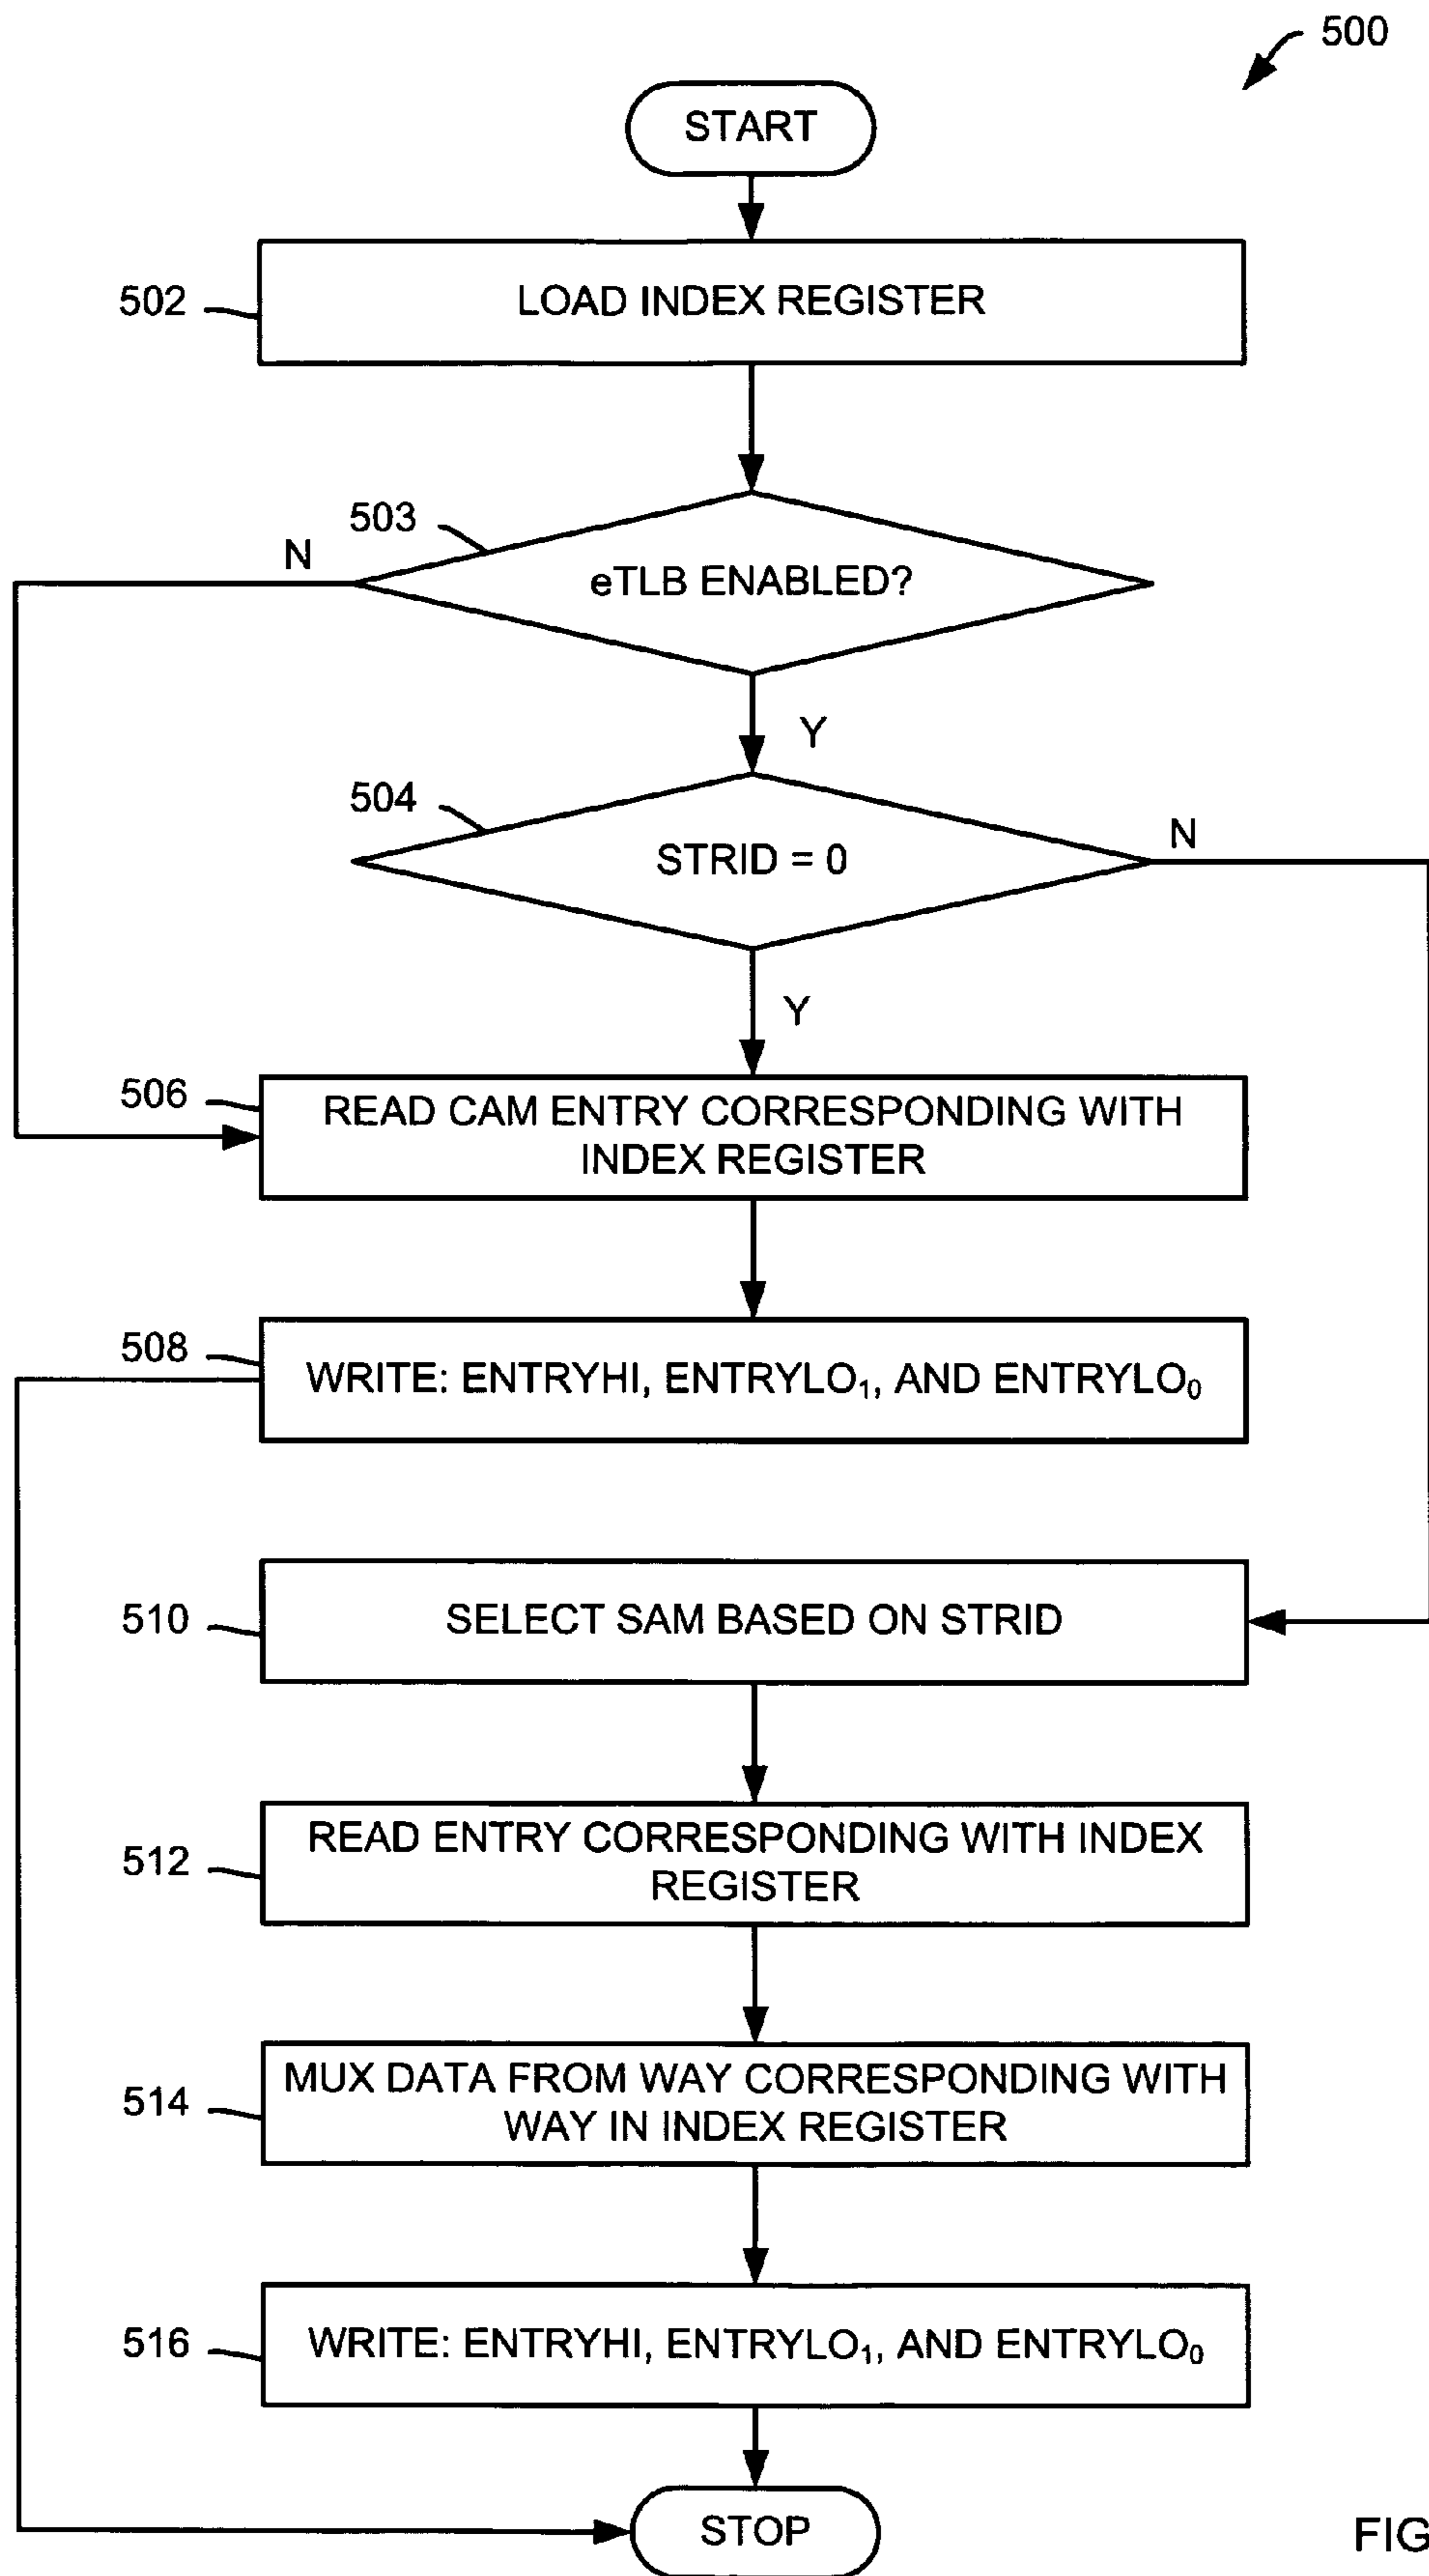 500
START
502
LOAD INDEX REGISTER
503
N
eTLB ENABLED?
Y
504
STRID = 0
N
Y
506
READ CAM ENTRY CORRESPONDING WITH
INDEX REGISTER
508
WRITE: ENTRYHI, ENTRYLO₁, AND ENTRYLO₀
510
SELECT SAM BASED ON STRID
512
READ ENTRY CORRESPONDING WITH INDEX
REGISTER
514
MUX DATA FROM WAY CORRESPONDING WITH
WAY IN INDEX REGISTER
516
WRITE: ENTRYHI, ENTRYLO₁, AND ENTRYLO₀
STOP
FIG